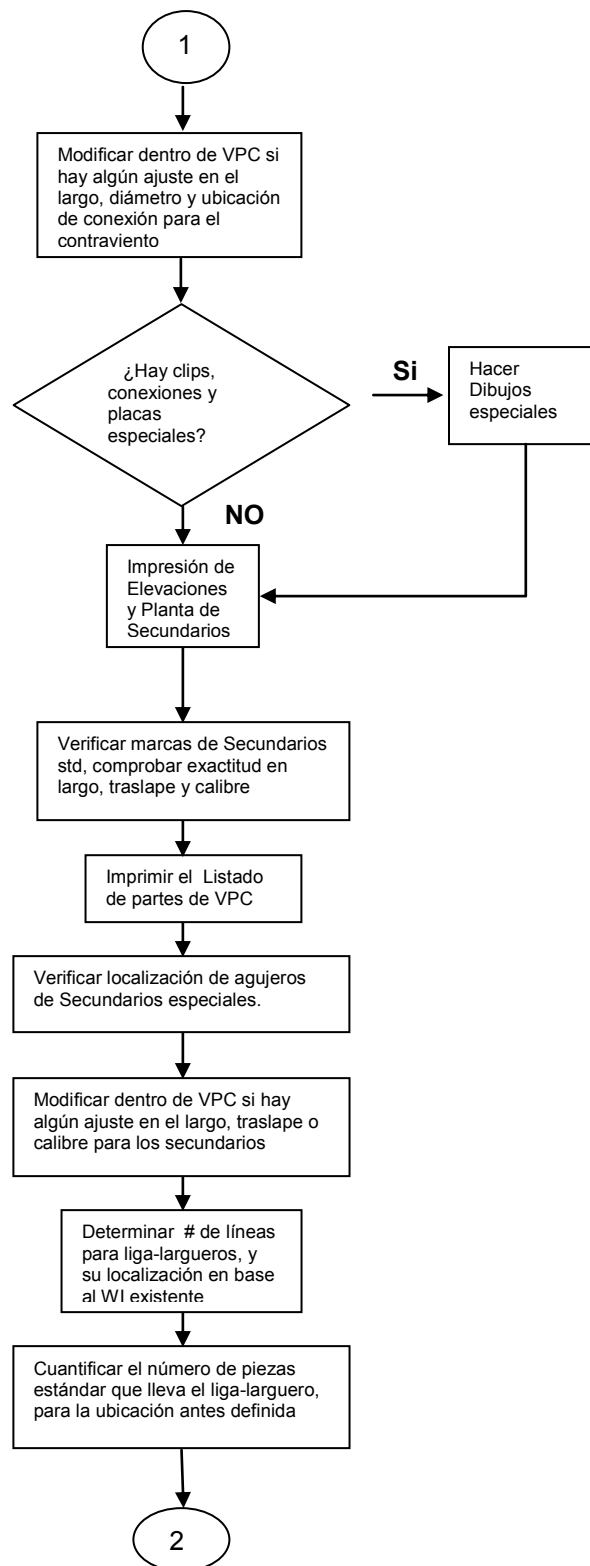 1
Modificar dentro de VPC si
hay algún ajuste en el
largo, diámetro y ubicación
de conexión para el
contraviento
¿Hay clips,
conexiones y
placas
especiales?
Si
Hacer
Dibujos
especiales
NO
Impresión de
Elevaciones
y Planta de
Secundarios
Verificar marcas de Secundarios
std, comprobar exactitud en
largo, traslape y calibre
Imprimir el Listado
de partes de VPC
Verificar localización de agujeros
de Secundarios especiales.
Modificar dentro de VPC si hay
algún ajuste en el largo, traslape o
calibre para los secundarios
Determinar # de líneas
para liga-largueros, y
su localización en base
al WI existente
Cuantificar el número de piezas
estándar que lleva el liga-larguero,
para la ubicación antes definida
2